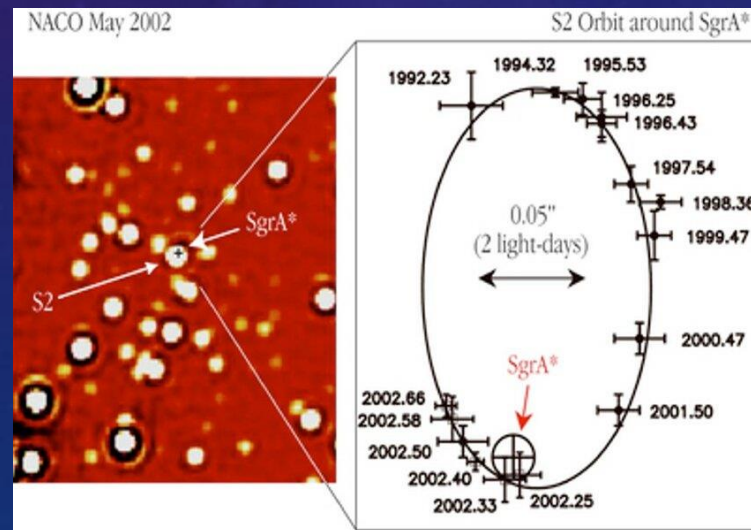 NACO May 2002
S2 Orbit around SgrA*
SgrA*
S2
1992.23
1994.32
1995.53
1996.25
1996.43
1997.54
1998.36
1999.47
0.05"
(2 light-days)
2000.47
SgrA*
2001.50
2002.66
2002.58
2002.50
2002.40
2002.33
2002.25